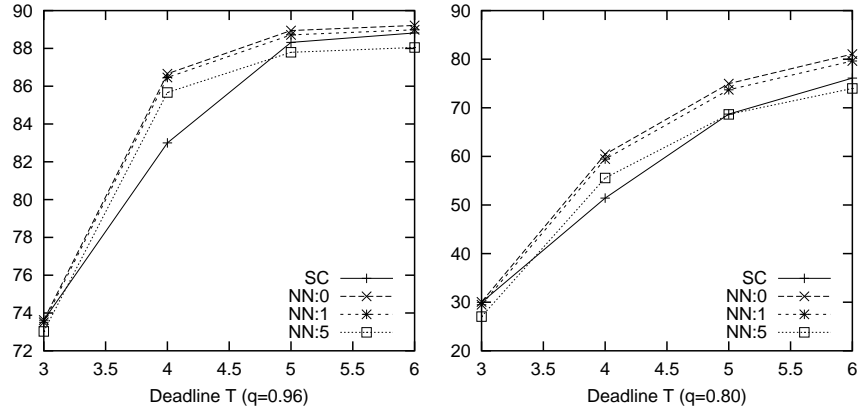 90
88
86
84
82
80
78
76
74
72
SC
NN:0
NN:1
NN:5
3 3.5 4 4.5 5 5.5 6
Deadline T (q=0.96)
90
80
70
60
50
40
30
20
SC
NN:0
NN:1
NN:5
3 3.5 4 4.5 5 5.5 6
Deadline T (q=0.80)